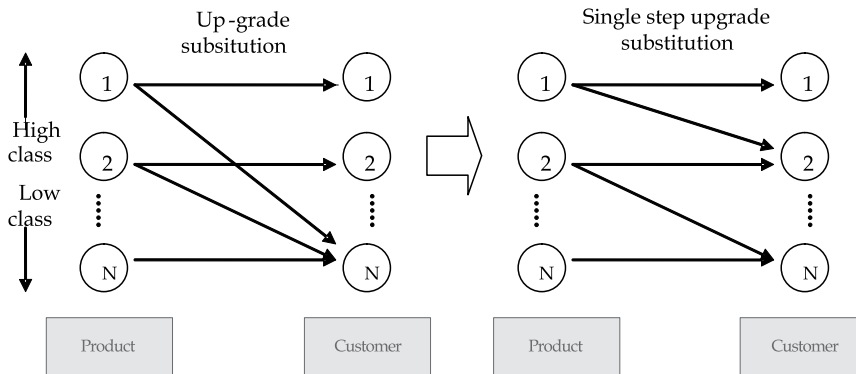 Up-grade
subsitution
Single step upgrade
substitution
High
class
Low
class
1
2
N
1
2
N
1
2
N
1
2
N
Product
Customer
Product
Customer